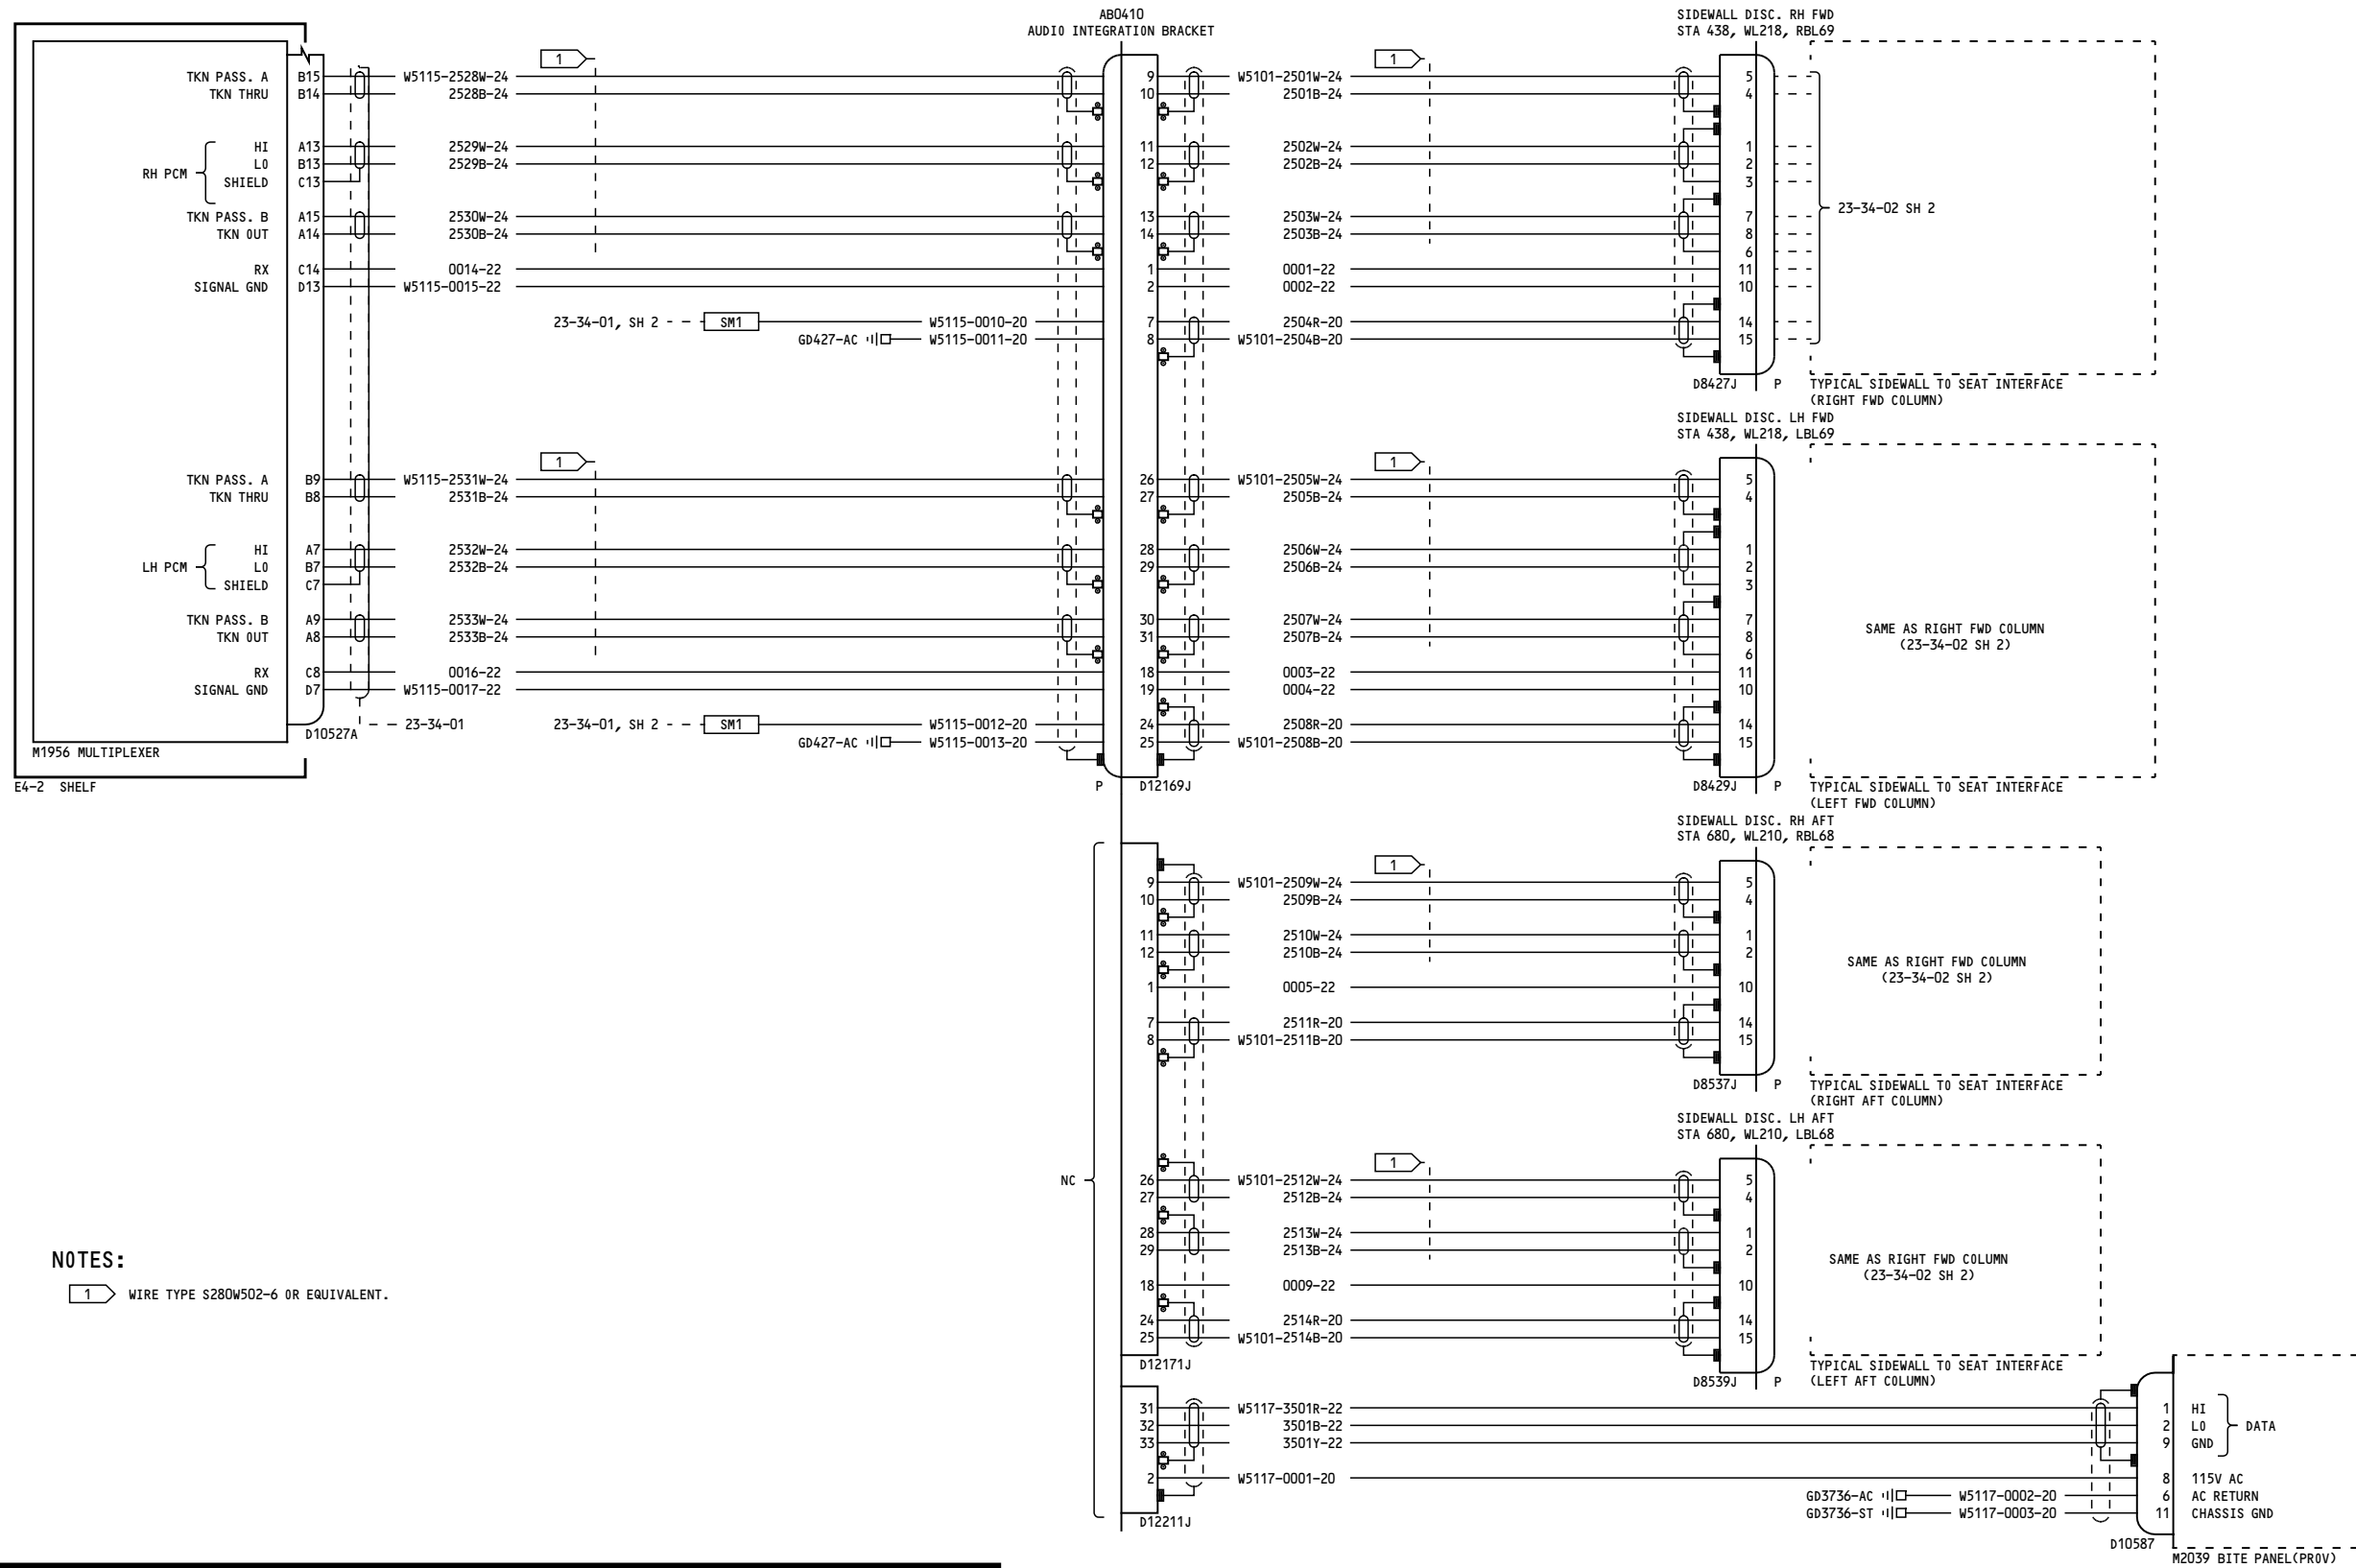 AB0410
AUDIO INTEGRATION BRACKET
SIDEWALL DISC. RH FWD
STA 438, WL218, RBL69
1
1
TKN PASS. A B15 W5115-2528W-24 9 W5101-2501W-24 5
TKN THRU B14 2528B-24 10 2501B-24 4
HI A13 2529W-24 11 2502W-24 1
LO B13 2529B-24 12 2502B-24 2
RH PCM
SHIELD C13 3
TKN PASS. B A15 2530W-24 13 2503W-24 7
23-34-02 SH 2
TKN OUT A14 2530B-24 14 2503B-24 8
6
RX C14 0014-22 1 0001-22 11
SIGNAL GND D13 W5115-0015-22 2 0002-22 10
23-34-01, SH 2 SM1 W5115-0010-20 7 2504R-20 14
GD427-AC W5115-0011-20 8 W5101-2504B-20 15
D8427J P TYPICAL SIDEWALL TO SEAT INTERFACE
(RIGHT FWD COLUMN)
SIDEWALL DISC. LH FWD
STA 438, WL218, LBL69
1
1
TKN PASS. A B9 W5115-2531W-24 26 W5101-2505W-24 5
TKN THRU B8 2531B-24 27 2505B-24 4
HI A7 2532W-24 28 2506W-24 1
LH PCM LO B7 2532B-24 29 2506B-24 2
SHIELD C7 3
TKN PASS. B A9 2533W-24 30 2507W-24 7
SAME AS RIGHT FWD COLUMN
TKN OUT A8 2533B-24 31 2507B-24 8
(23-34-02 SH 2)
6
RX C8 0016-22 18 0003-22 11
SIGNAL GND D7 W5115-0017-22 19 0004-22 10
D10527A 23-34-01 23-34-01, SH 2 SM1 W5115-0012-20 24 2508R-20 14
GD427-AC W5115-0013-20 25 W5101-2508B-20 15
M1956 MULTIPLEXER
E4-2 SHELF
P D12169J
D8429J P TYPICAL SIDEWALL TO SEAT INTERFACE
(LEFT FWD COLUMN)
SIDEWALL DISC. RH AFT
STA 680, WL210, RBL68
1
9 W5101-2509W-24 5
10 2509B-24 4
11 2510W-24 1
12 2510B-24 2
SAME AS RIGHT FWD COLUMN
(23-34-02 SH 2)
1 0005-22 10
7 2511R-20 14
8 W5101-2511B-20 15
D8537J P TYPICAL SIDEWALL TO SEAT INTERFACE
(RIGHT AFT COLUMN)
SIDEWALL DISC. LH AFT
STA 680, WL210, LBL68
1
NC
26 W5101-2512W-24 5
27 2512B-24 4
28 2513W-24 1
29 2513B-24 2
SAME AS RIGHT FWD COLUMN
(23-34-02 SH 2)
18 0009-22 10
24 2514R-20 14
25 W5101-2514B-20 15
D12171J
D8539J P TYPICAL SIDEWALL TO SEAT INTERFACE
(LEFT AFT COLUMN)
NOTES:
1 WIRE TYPE S280W502-6 OR EQUIVALENT.
31 W5117-3501R-22 1 HI
32 3501B-22 2 LO DATA
33 3501Y-22 9 GND
2 W5117-0001-20 8 115V AC
GD3736-AC W5117-0002-20 6 AC RETURN
GD3736-ST W5117-0003-20 11 CHASSIS GND
D12211J
D10587
M2039 BITE PANEL(PROV)